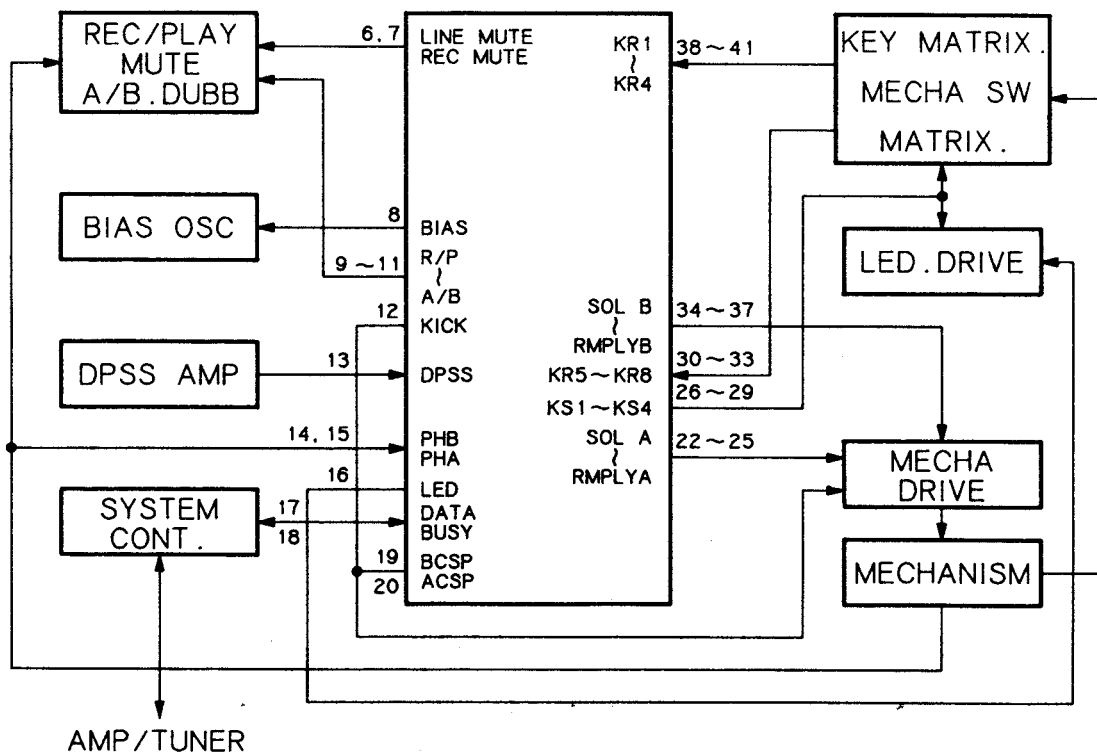 REC/PLAY
MUTE
A/B.DUBB
BIAS OSC
DPSS AMP
SYSTEM
CONT.
AMP/TUNER
6,7
8
9~11
12
13
14,15
16
17
18
19
20
LINE MUTE
REC MUTE
BIAS
R/P
~
A/B
KICK
DPSS
PHB
PHA
LED
DATA
BUSY
BCSP
ACSP
KR1
~
KR4
SOL B
~
RMPLYB
KR5~KR8
KS1~KS4
SOL A
~
RMPLYA
38~41
34~37
30~33
26~29
22~25
KEY MATRIX.
MECHA SW
MATRIX.
LED.DRIVE
MECHA
DRIVE
MECHANISM